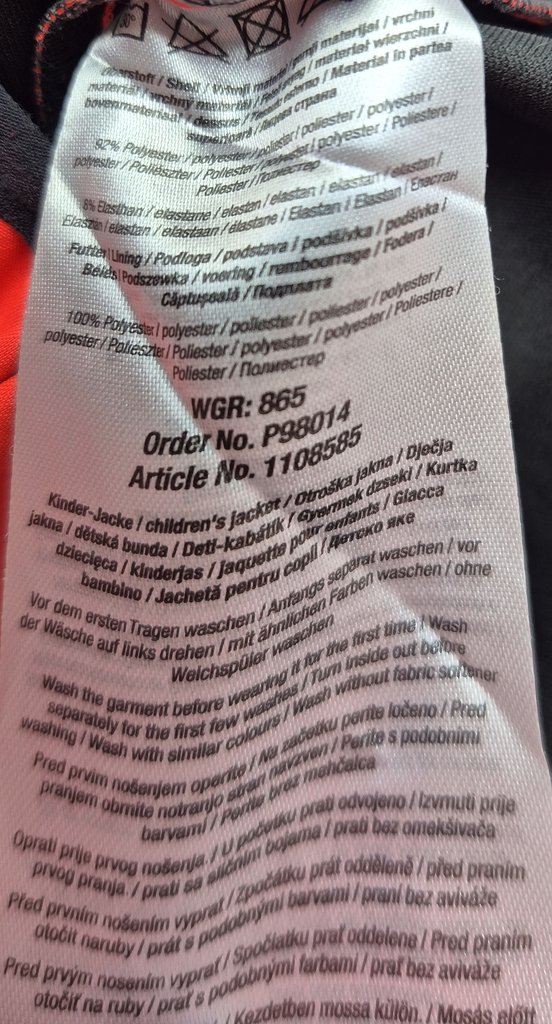 Oberstoff / Shell / Vrhnji material / vrchni
materiál / vrchný materiál / materiał wierzchni /
bovenmateriaal / dessus / Material in partea
superioară / Лицева страна
92% Polyester / polyester / poliester / poliester / polyester /
polyester / Poliészter / Poliester / polyester / polyester / Poliestere /
Poliester / Полиестер
8% Elasthan / elastane / elastan / elastan / elastan / elastan /
Elasztán / elastan / elastaan / élastane / Elastan / Elastan / Еластан
Futter / Lining / Podloga / podstava / podšívka / podšívka /
Bélés / Podszewka / voering / rembourrage / Fodera /
Căptușeală / Подплата
100% Polyester / polyester / poliester / poliester / polyester /
polyester / Poliészter / Poliester / polyester / polyester / Poliestere /
Poliester / Полиестер
WGR: 865
Order No. P98014
Article No. 1108585
Kinder-Jacke / children's jacket / Otroška jakna / Dječja
jakna / dětská bunda / Deti-kabátik / Gyermek dzseki / Kurtka
dziecięca / kinderjas / jaquette pour enfants / Giacca
bambino / Jachetă pentru copii / Детско яке
Vor dem ersten Tragen waschen / Anfangs separat waschen / vor
der Wäsche auf links drehen / mit ähnlichen Farben waschen / ohne
Weichspüler waschen
Wash the garment before wearing it for the first time / Wash
separately for the first few washes / Turn inside out before
washing / Wash with similar colours / Wash without fabric softener
Pred prvim nošenjem operite / Na začetku perite ločeno / Pred
pranjem obrnite notranjo stran navzven / Perite s podobnimi
barvami / Perite brez mehčalca
Oprati prije prvog nošenja. / U početku prati odvojeno / Izvrnuti prije
prvog pranja. / prati sa sličnim bojama / prati bez omekšivača
Před prvním nošením vyprat / Zpočátku prát odděleně / před praním
otočit naruby / prát s podobnými barvami / praní bez aviváže
Pred prvým nosením vyprať / Spočiatku prať oddelene / Pred praním
otočiť na ruby / prať s podobnými farbami / prať bez aviváže
/ Kezdetben mossa külön. / Mosás előtt